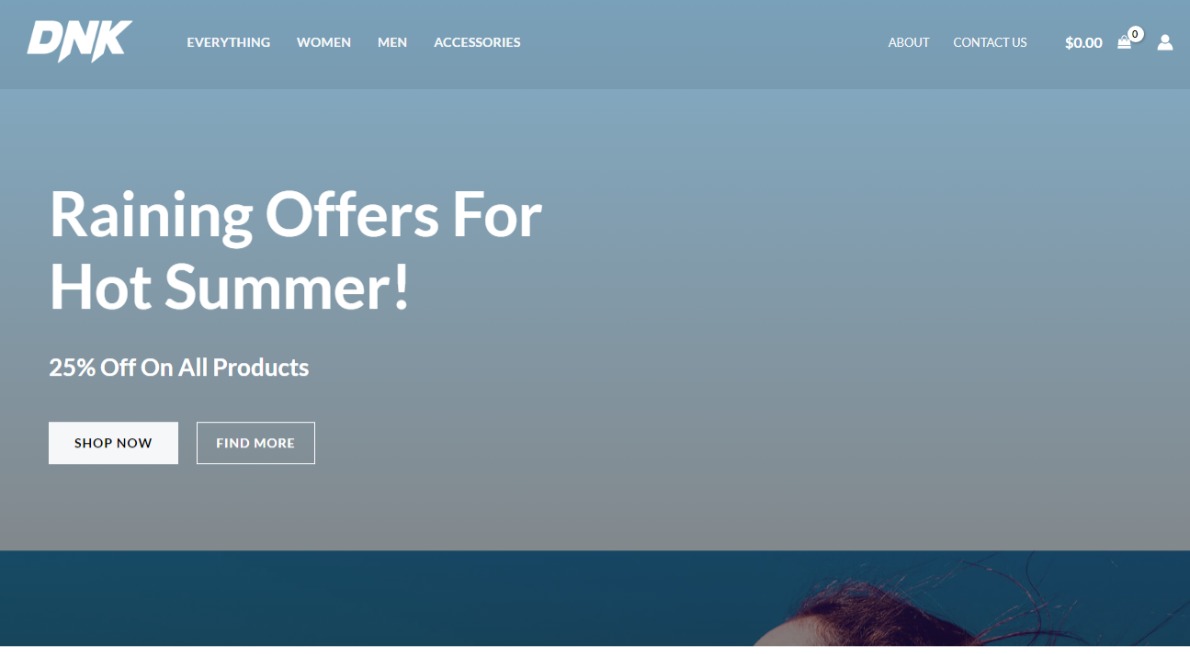 DNK
EVERYTHING WOMEN MEN ACCESSORIES ABOUT CONTACT US $0.00 0
Raining Offers For
Hot Summer!
25% Off On All Products
SHOP NOW FIND MORE